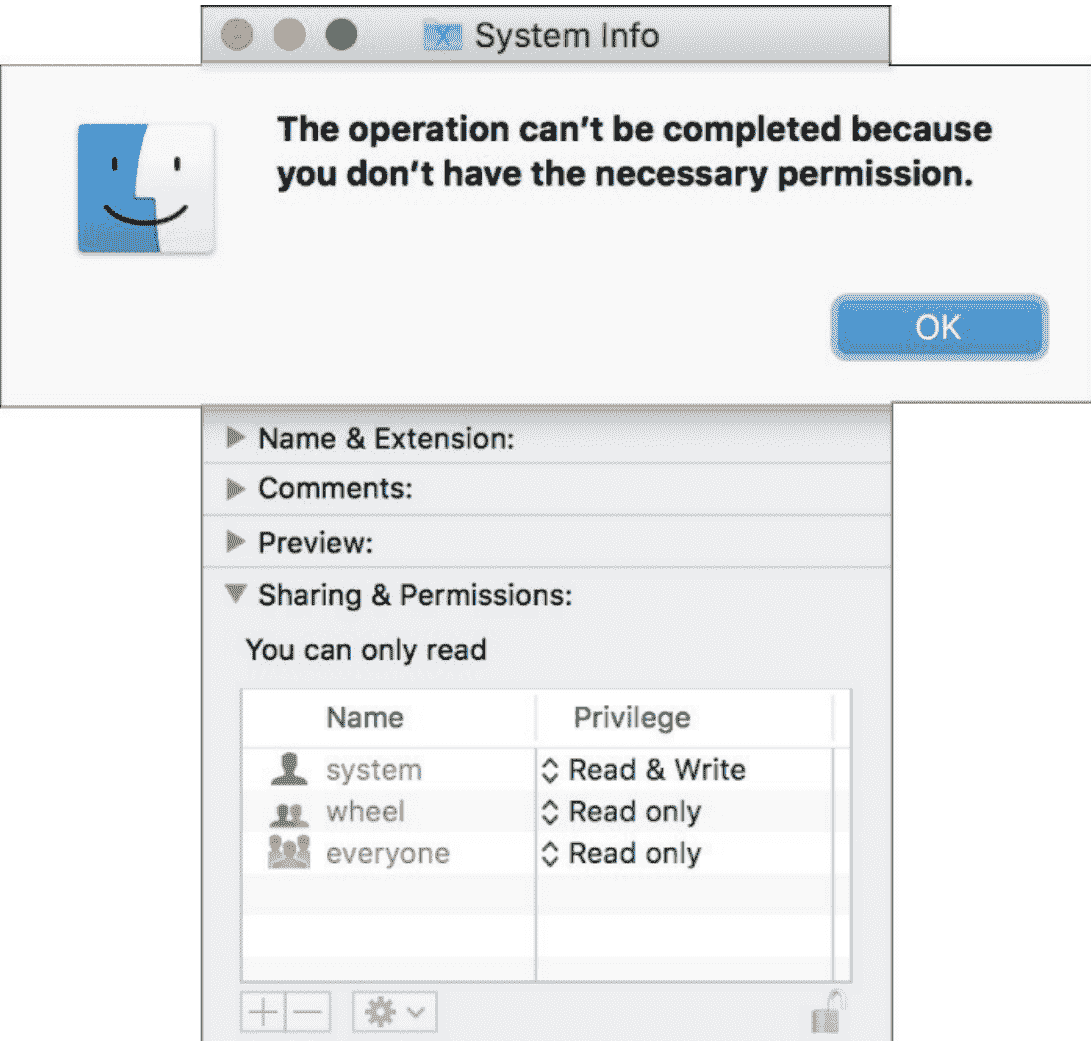 System Info
The operation can't be completed because
you don't have the necessary permission.
OK
Name & Extension:
Comments:
Preview:
Sharing & Permissions:
You can only read
Name Privilege
system Read & Write
wheel Read only
everyone Read only